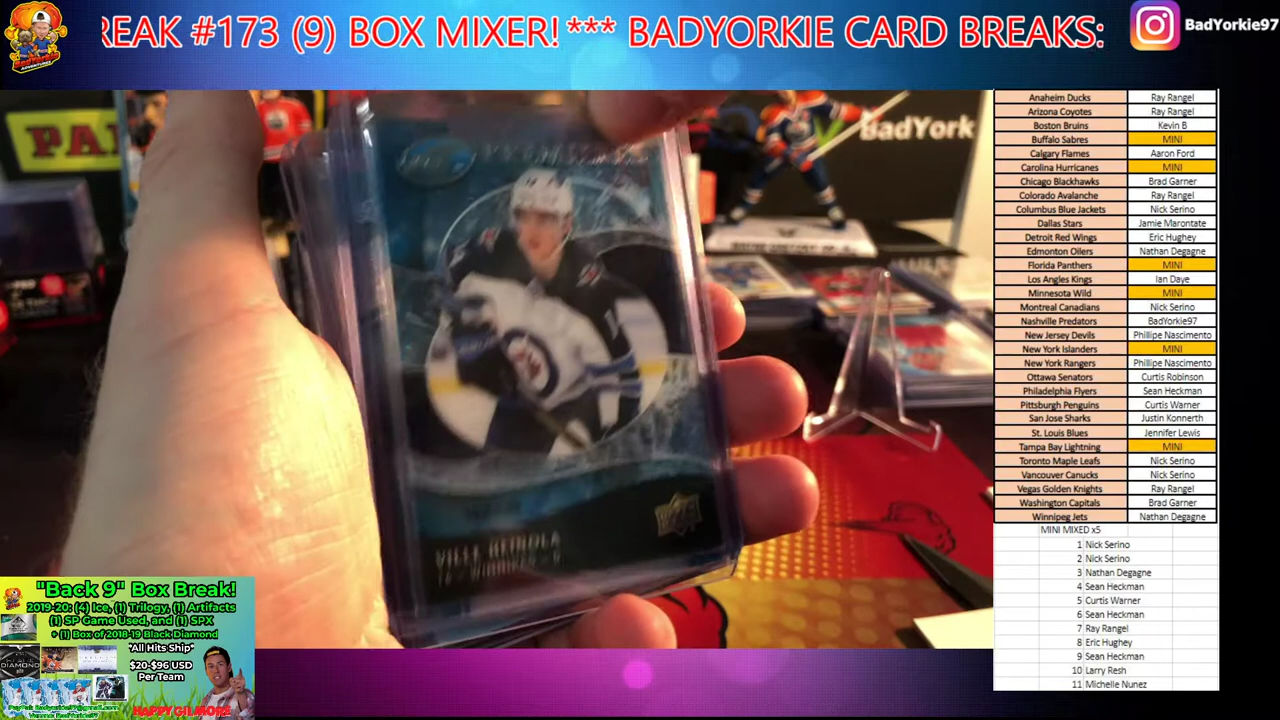 REAK #173 (9) BOX MIXER! *** BADYORKIE CARD BREAKS:
BadYorkie97
BadYork
Anaheim Ducks Ray Rangel
Arizona Coyotes Ray Rangel
Boston Bruins Kevin B
Buffalo Sabres MINI
Calgary Flames Aaron Ford
Carolina Hurricanes MINI
Chicago Blackhawks Brad Garner
Colorado Avalanche Ray Rangel
Columbus Blue Jackets Nick Serino
Dallas Stars Jamie Marontate
Detroit Red Wings Eric Hughey
Edmonton Oilers Nathan Degagne
Florida Panthers MINI
Los Angeles Kings Ian Daye
Minnesota Wild MINI
Montreal Canadians Nick Serino
Nashville Predators BadYorkie97
New Jersey Devils Phillipe Nascimento
New York Islanders MINI
New York Rangers Phillipe Nascimento
Ottawa Senators Curtis Robinson
Philadelphia Flyers Sean Heckman
Pittsburgh Penguins Curtis Warner
San Jose Sharks Justin Konnerth
St. Louis Blues Jennifer Lewis
Tampa Bay Lightning MINI
Toronto Maple Leafs Nick Serino
Vancouver Canucks Nick Serino
Vegas Golden Knights Ray Rangel
Washington Capitals Brad Garner
Winnipeg Jets Nathan Degagne
MINI MIXED x5
1 Nick Serino
2 Nick Serino
3 Nathan Degagne
4 Sean Heckman
5 Curtis Warner
6 Sean Heckman
7 Ray Rangel
8 Eric Hughey
9 Sean Heckman
10 Larry Resh
11 Michelle Nunez
VILLE HEINOLA
"Back 9" Box Break!
2019-20: (4) Ice, (1) Trilogy, (1) Artifacts
(1) SP Game Used, and (1) SPX
+ (1) Box of 2018-19 Black Diamond
*All Hits Ship*
$20-$96 USD
Per Team
HAPPY GILMORE